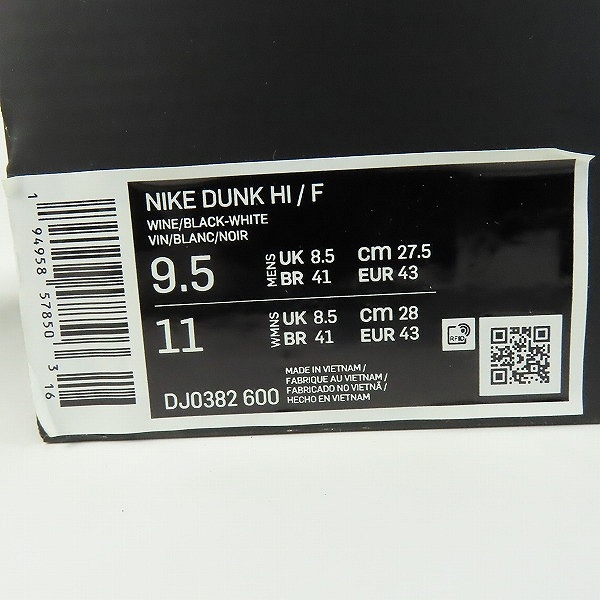 NIKE DUNK HI / F
WINE/BLACK-WHITE
VIN/BLANC/NOIR
9.5 MENS UK 8.5 cm 27.5
BR 41 EUR 43
11 WMNS UK 8.5 cm 28
BR 41 EUR 43
DJ0382 600
MADE IN VIETNAM /
FABRIQUE AU VIETNAM /
FABRICADO NO VIETNÃ /
HECHO EN VIETNAM
RFID
1 94958 57850 3 16